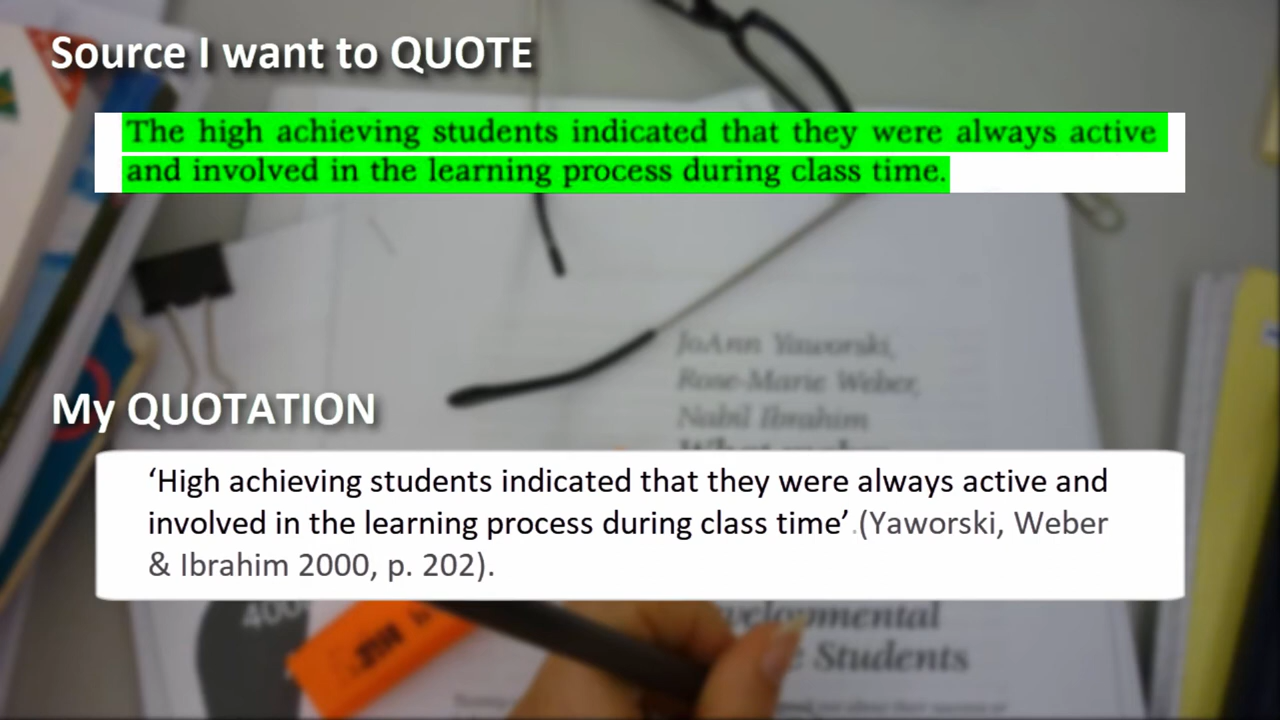 Source I want to QUOTE
The high achieving students indicated that they were always active
and involved in the learning process during class time.
JoAnn Yaworski,
Rose-Marie Weber,
Nabil Ibrahim
My QUOTATION
‘High achieving students indicated that they were always active and
involved in the learning process during class time’ (Yaworski, Weber
& Ibrahim 2000, p. 202).
400
Students